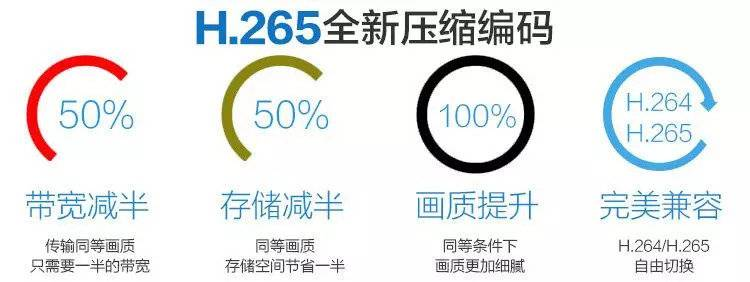 H.265全新压缩编码
50%
带宽减半
传输同等画质
只需要一半的带宽
50%
存储减半
同等画质
存储空间节省一半
100%
画质提升
同等条件下
画质更加细腻
H.264
H.265
完美兼容
H.264/H.265
自由切换